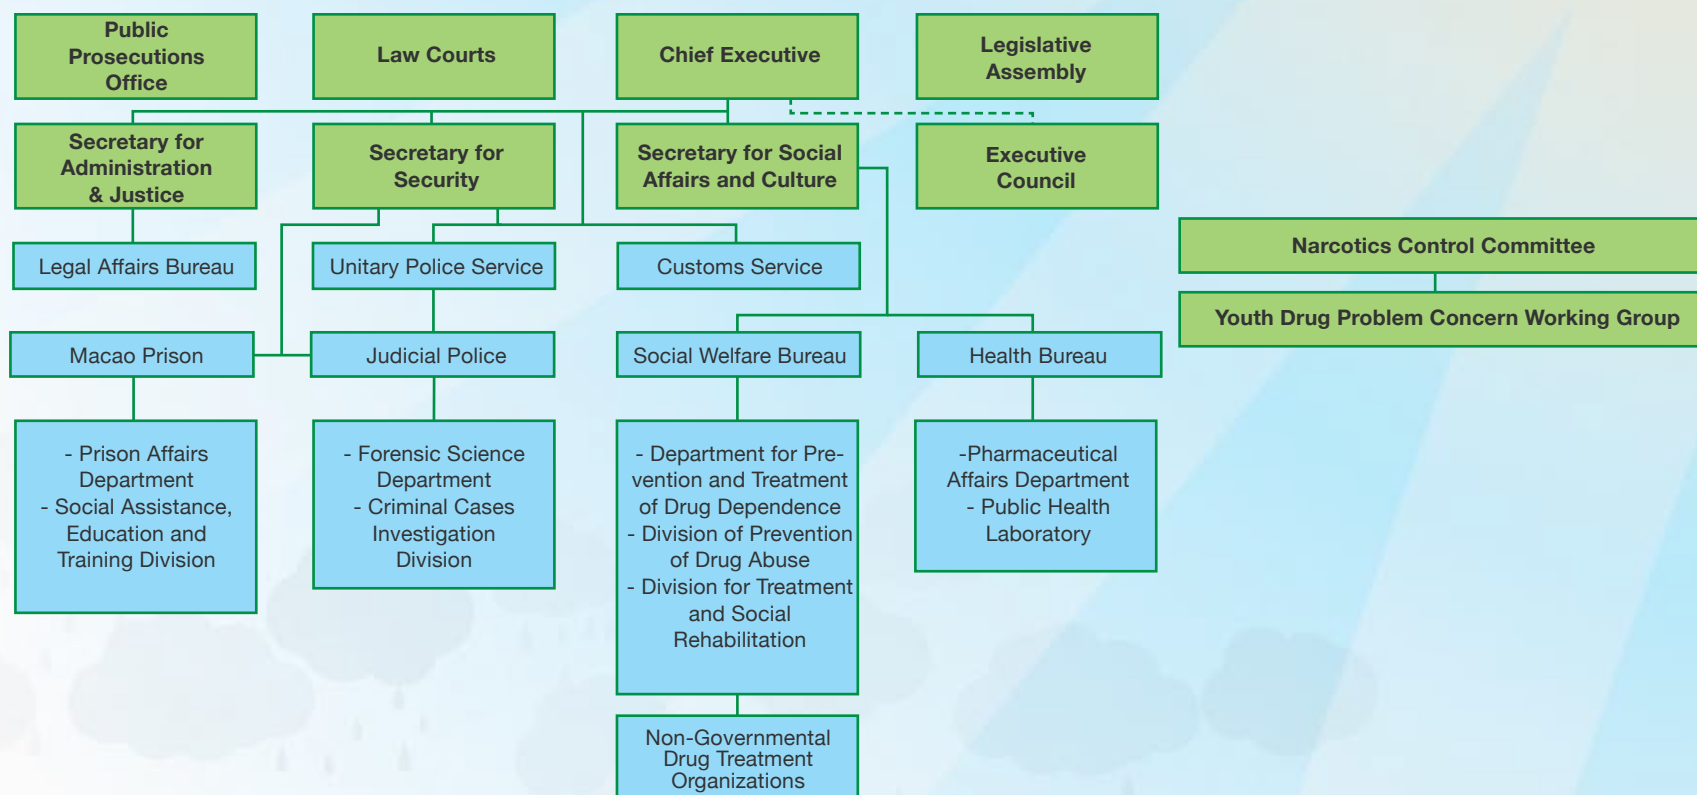 Public
Prosecutions
Office
Law Courts
Chief Executive
Legislative
Assembly
Secretary for
Administration
& Justice
Secretary for
Security
Secretary for Social
Affairs and Culture
Executive
Council
Narcotics Control Committee
Youth Drug Problem Concern Working Group
Legal Affairs Bureau
Unitary Police Service
Customs Service
Macao Prison
Judicial Police
Social Welfare Bureau
Health Bureau
- Prison Affairs
Department
- Social Assistance,
Education and
Training Division
- Forensic Science
Department
- Criminal Cases
Investigation
Division
- Department for Pre-
vention and Treatment
of Drug Dependence
- Division of Prevention
of Drug Abuse
- Division for Treatment
and Social
Rehabilitation
-Pharmaceutical
Affairs Department
- Public Health
Laboratory
Non-Governmental
Drug Treatment
Organizations